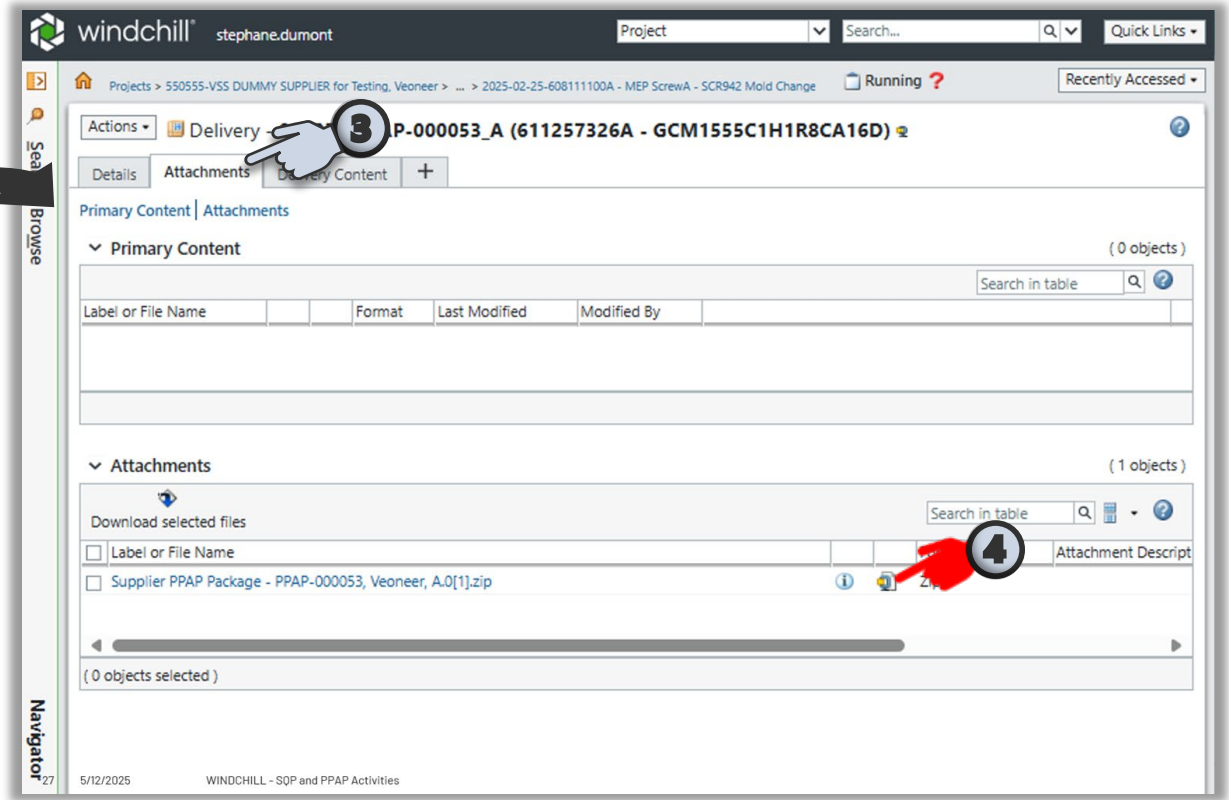 windchill® stephane.dumont Project Search... Quick Links
Projects > 550555-VSS DUMMY SUPPLIER for Testing, Veoneer > ... > 2025-02-25-608111100A - MEP ScrewA - SCR942 Mold Change Running ? Recently Accessed
Actions Delivery - 3 P-000053_A (611257326A - GCM1555C1H1R8CA16D)
Details Attachments Delivery Content +
Primary Content | Attachments
Primary Content ( 0 objects )
Search in table
Label or File Name Format Last Modified Modified By
Attachments ( 1 objects )
Download selected files Search in table
Label or File Name 4 Attachment Descript
Supplier PPAP Package - PPAP-000053, Veoneer, A.0[1].zip
( 0 objects selected )
Browse
Navigator
27 5/12/2025 WINDCHILL - SQP and PPAP Activities